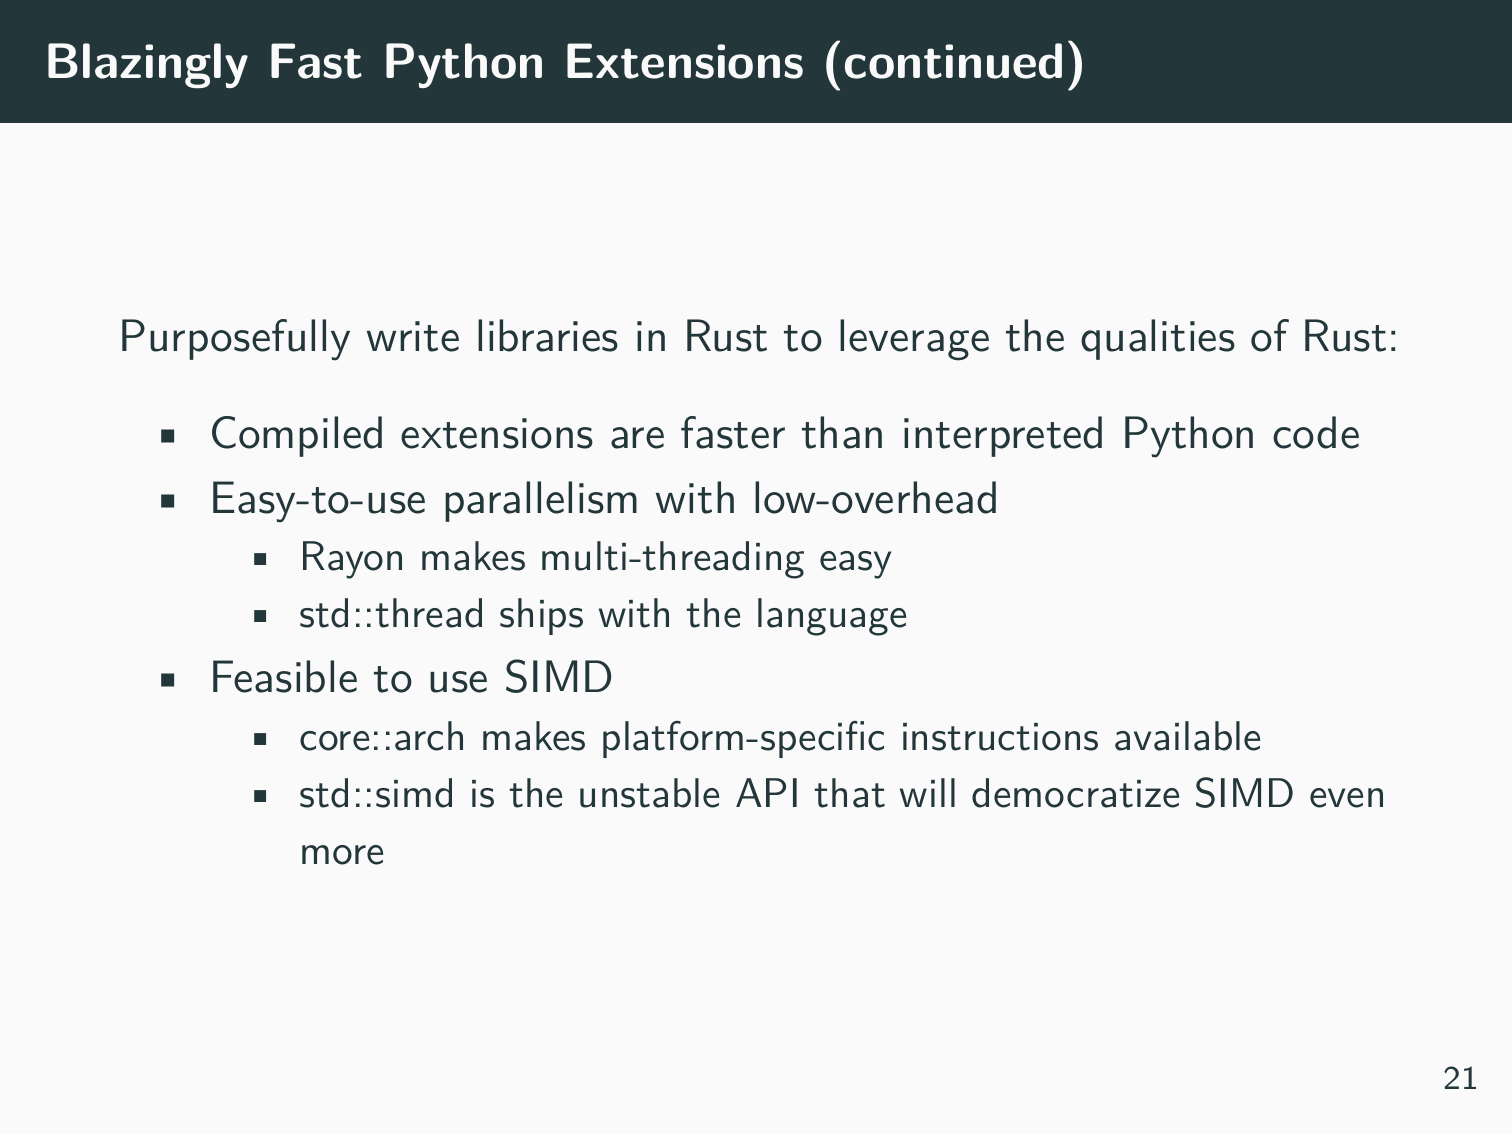 Blazingly Fast Python Extensions (continued)
Purposefully write libraries in Rust to leverage the qualities of Rust:
▪ Compiled extensions are faster than interpreted Python code
▪ Easy-to-use parallelism with low-overhead
▪ Rayon makes multi-threading easy
▪ std::thread ships with the language
▪ Feasible to use SIMD
▪ core::arch makes platform-specific instructions available
▪ std::simd is the unstable API that will democratize SIMD even
more
21